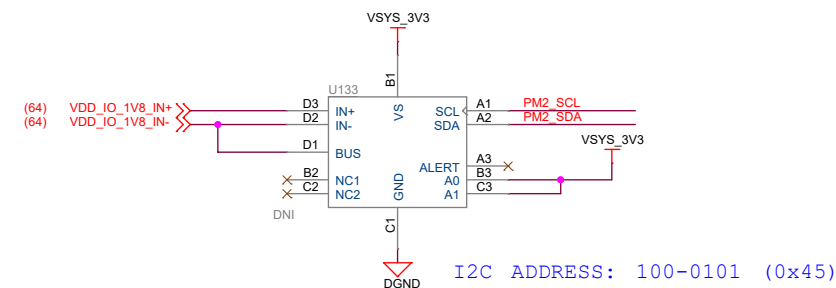 VSYS_3V3
B1
U133
(64) VDD_IO_1V8_IN+ D3 IN+ VS SCL A1 PM2_SCL
(64) VDD_IO_1V8_IN- D2 IN- SDA A2 PM2_SDA
VSYS_3V3
D1 BUS
ALERT A3
B2 NC1 GND A0 B3
C2 NC2 A1 C3
DNI
C1
DGND
I2C ADDRESS: 100-0101 (0x45)